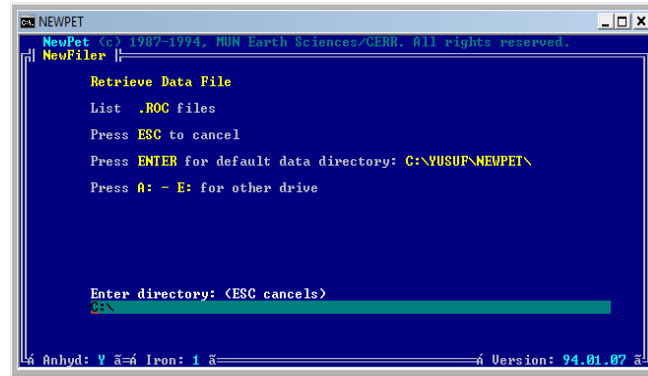 NEWPET
NewPet (c) 1987-1994, MUN Earth Sciences/CERR. All rights reserved.
NewFiler
Retrieve Data File
List .ROC files
Press ESC to cancel
Press ENTER for default data directory: C:\YUSUF\NEWPET\
Press A: - E: for other drive
Enter directory: (ESC cancels)
C:\
á Anhyd: Y ã á Iron: 1 ã á Version: 94.01.07 ã